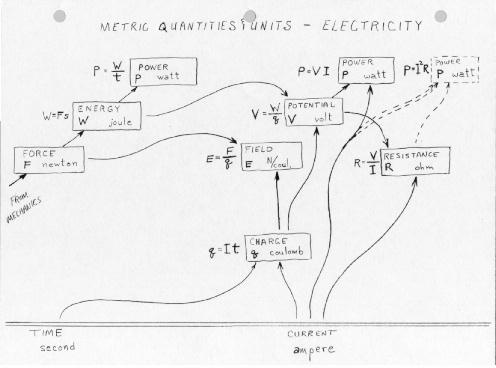 METRIC QUANTITIES & UNITS - ELECTRICITY
P = W/t POWER
P watt
P = VI POWER
P watt
P = I²R POWER
P watt
W = Fs ENERGY
W joule
V = W/q POTENTIAL
V volt
FORCE
F newton
E = F/q FIELD
E N/coul.
R = V/I RESISTANCE
R ohm
FROM
MECHANICS
q = It CHARGE
q coulomb
TIME
second
CURRENT
ampere